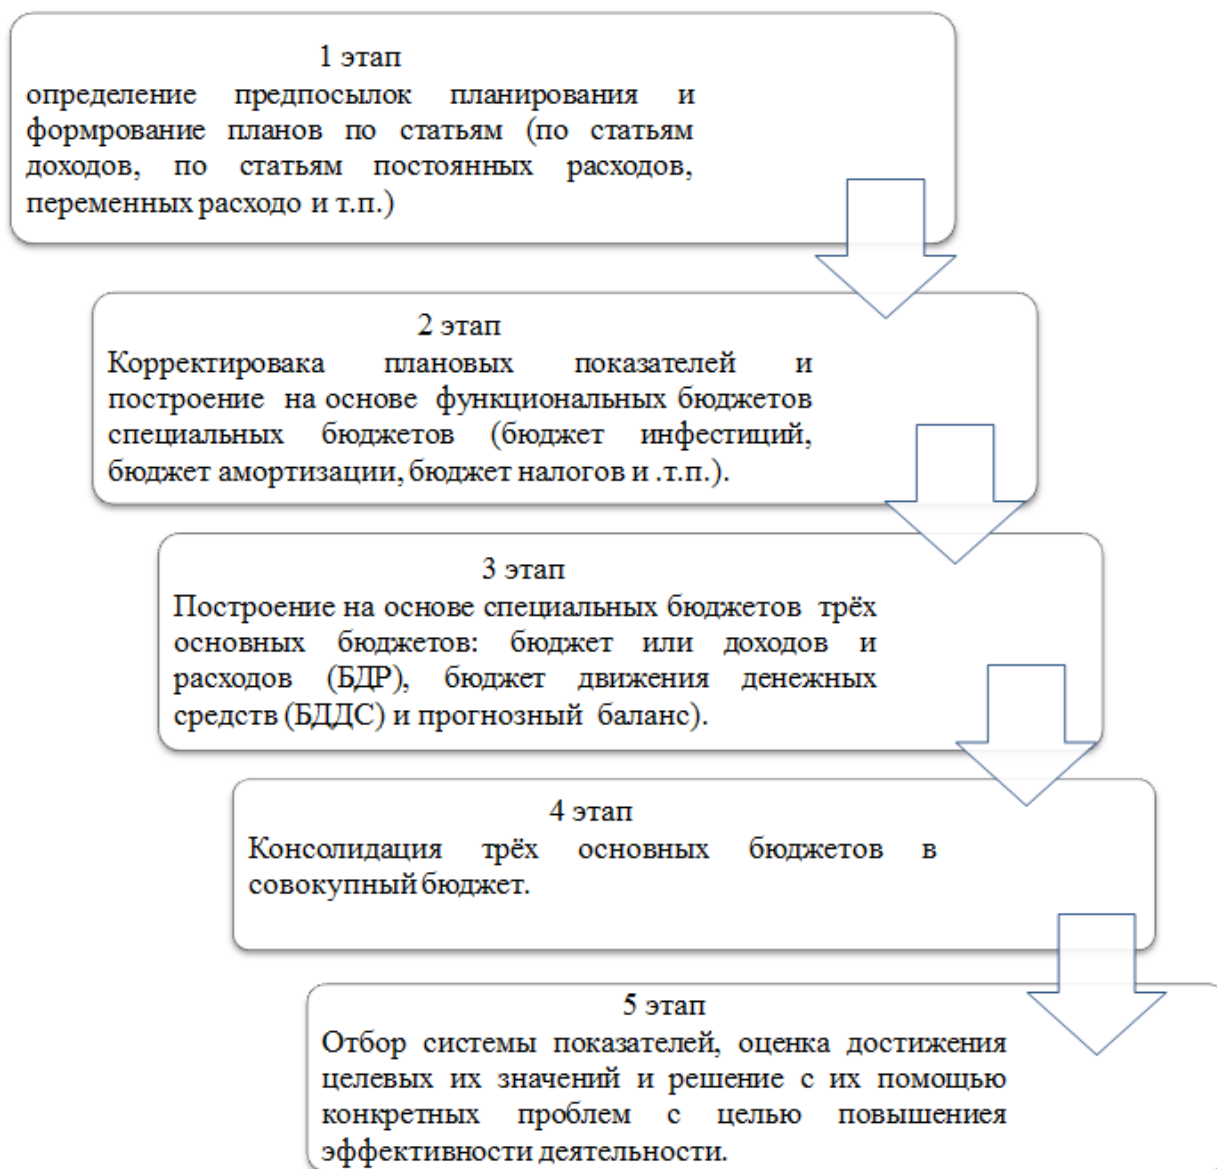 1 этап
определение предпосылок планирования и
формрование планов по статьям (по статьям
доходов, по статьям постоянных расходов,
переменных расходо и т.п.)
2 этап
Корректировака плановых показателей и
построение на основе функциональных бюджетов
специальных бюджетов (бюджет инфестиций,
бюджет амортизации, бюджет налогов и .т.п.).
3 этап
Построение на основе специальных бюджетов трёх
основных бюджетов: бюджет или доходов и
расходов (БДР), бюджет движения денежных
средств (БДДС) и прогнозный баланс).
4 этап
Консолидация трёх основных бюджетов в
совокупный бюджет.
5 этап
Отбор системы показателей, оценка достижения
целевых их значений и решение с их помощью
конкретных проблем с целью повышениея
эффективности деятельности.